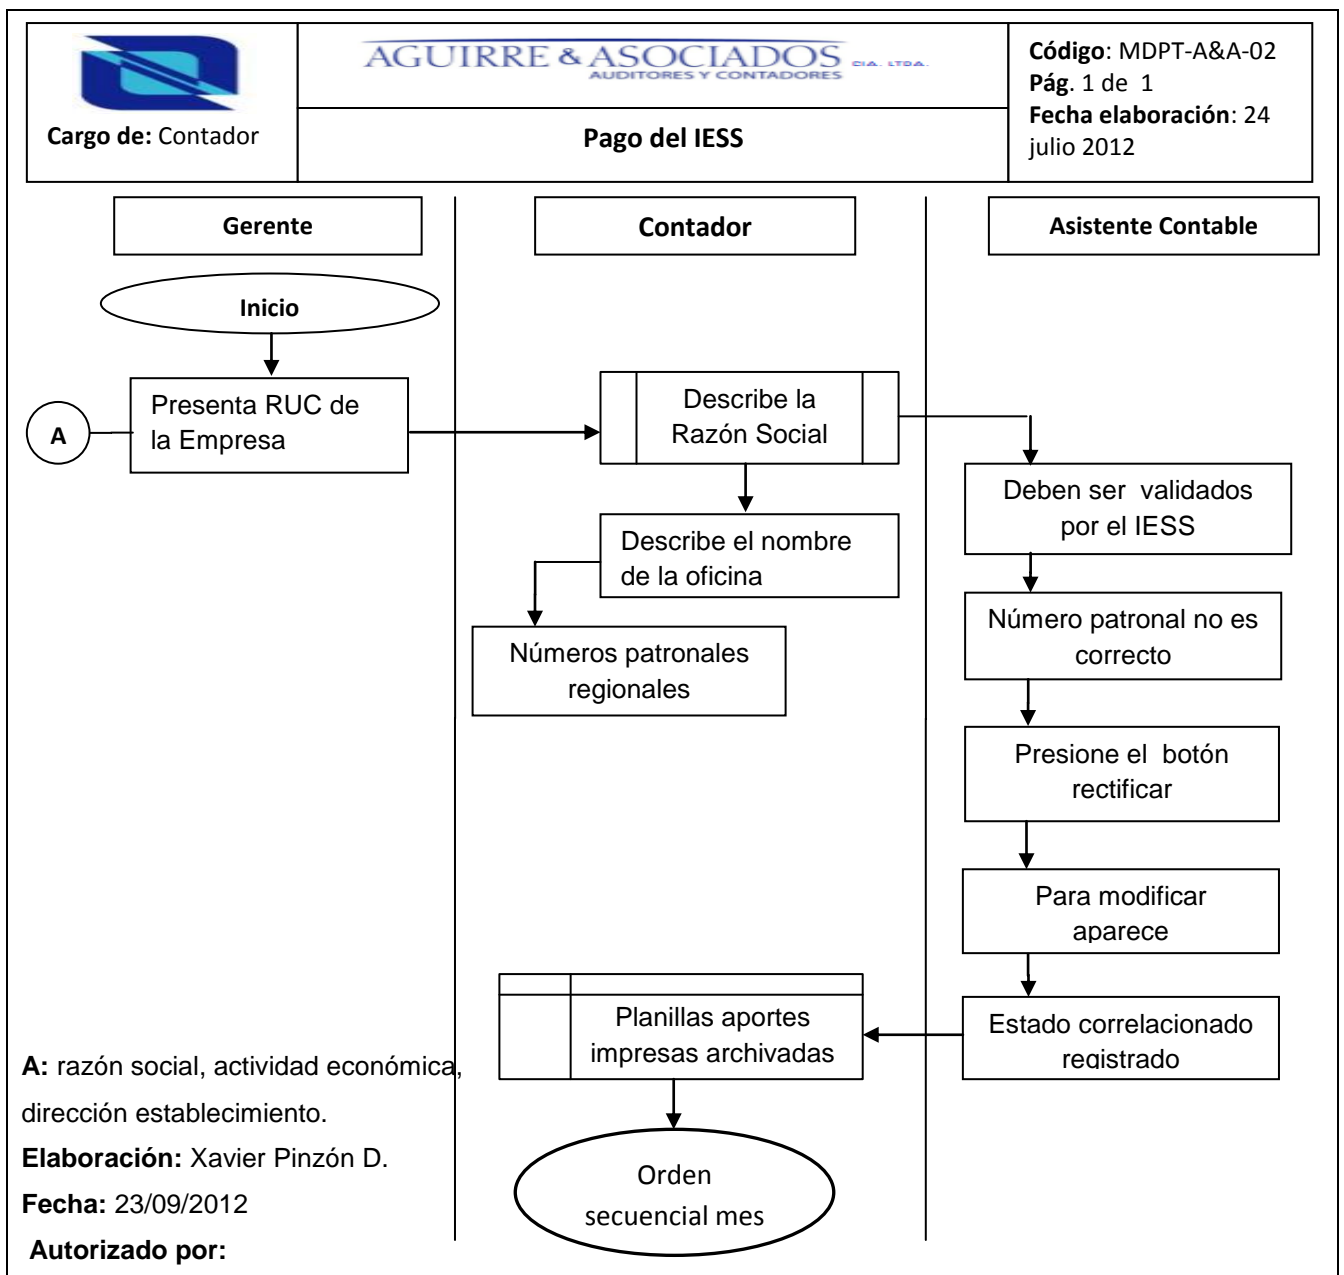 Cargo de: Contador
AGUIRRE & ASOCIADOS CIA. LTDA.
AUDITORES Y CONTADORES
Pago del IESS
Código: MDPT-A&A-02
Pág. 1 de 1
Fecha elaboración: 24
julio 2012
Gerente
Contador
Asistente Contable
Inicio
A
Presenta RUC de
la Empresa
Describe la
Razón Social
Describe el nombre
de la oficina
Números patronales
regionales
Deben ser validados
por el IESS
Número patronal no es
correcto
Presione el botón
rectificar
Para modificar
aparece
Estado correlacionado
registrado
Planillas aportes
impresas archivadas
Orden
secuencial mes
A: razón social, actividad económica,
dirección establecimiento.
Elaboración: Xavier Pinzón D.
Fecha: 23/09/2012
Autorizado por: